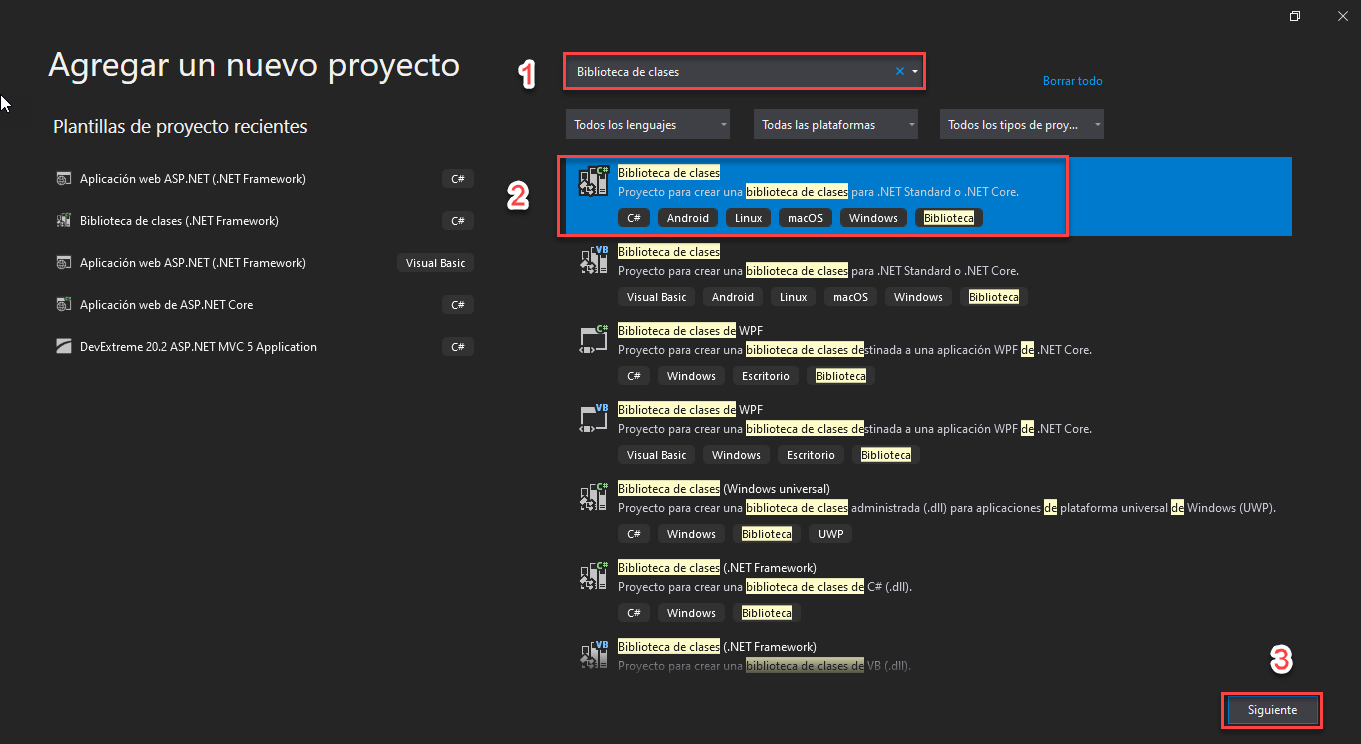 Agregar un nuevo proyecto
Plantillas de proyecto recientes
Aplicación web ASP.NET (.NET Framework) C#
Biblioteca de clases (.NET Framework) C#
Aplicación web ASP.NET (.NET Framework) Visual Basic
Aplicación web de ASP.NET Core C#
DevExtreme 20.2 ASP.NET MVC 5 Application C#
1
Biblioteca de clases
Borrar todo
Todos los lenguajes Todas las plataformas Todos los tipos de proy...
2
Biblioteca de clases
Proyecto para crear una biblioteca de clases para .NET Standard o .NET Core.
C# Android Linux macOS Windows Biblioteca
Biblioteca de clases
Proyecto para crear una biblioteca de clases para .NET Standard o .NET Core.
Visual Basic Android Linux macOS Windows Biblioteca
Biblioteca de clases de WPF
Proyecto para crear una biblioteca de clases destinada a una aplicación WPF de .NET Core.
C# Windows Escritorio Biblioteca
Biblioteca de clases de WPF
Proyecto para crear una biblioteca de clases destinada a una aplicación WPF de .NET Core.
Visual Basic Windows Escritorio Biblioteca
Biblioteca de clases (Windows universal)
Proyecto para crear una biblioteca de clases administrada (.dll) para aplicaciones de plataforma universal de Windows (UWP).
C# Windows Biblioteca UWP
Biblioteca de clases (.NET Framework)
Proyecto para crear una biblioteca de clases de C# (.dll).
C# Windows Biblioteca
Biblioteca de clases (.NET Framework)
Proyecto para crear una biblioteca de clases de VB (.dll).
3
Siguiente